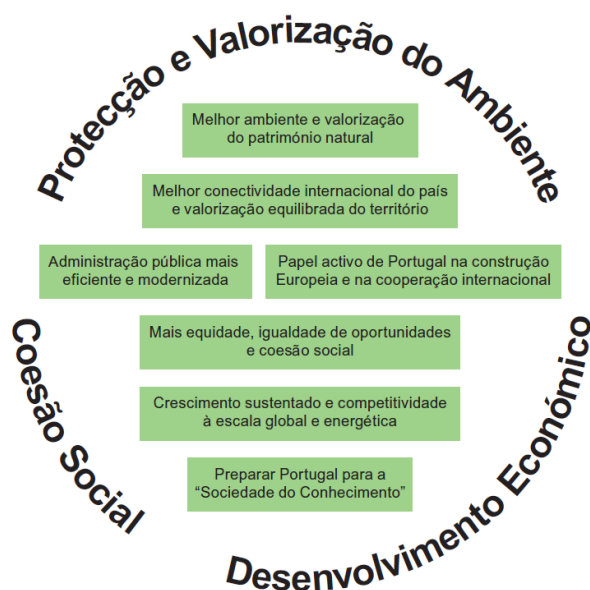 Protecção e Valorização do Ambiente
Melhor ambiente e valorização
do património natural
Melhor conectividade internacional do país
e valorização equilibrada do território
Administração pública mais
eficiente e modernizada
Papel activo de Portugal na construção
Europeia e na cooperação internacional
Mais equidade, igualdade de oportunidades
e coesão social
Crescimento sustentado e competitividade
à escala global e energética
Preparar Portugal para a
“Sociedade do Conhecimento”
Coesão Social
Desenvolvimento Económico